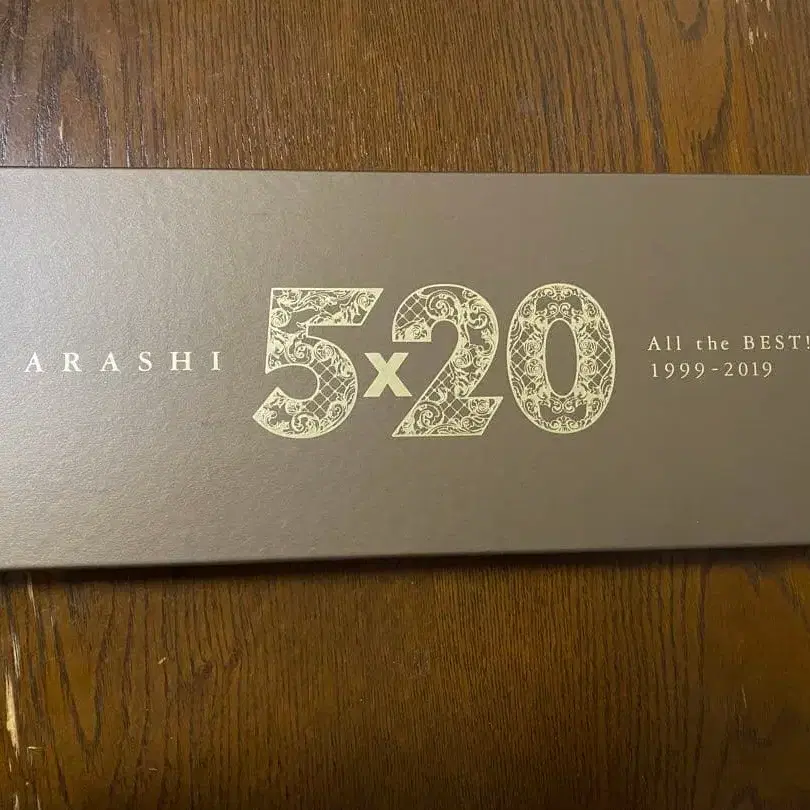 ARASHI
5x20
All the BEST!
1999-2019